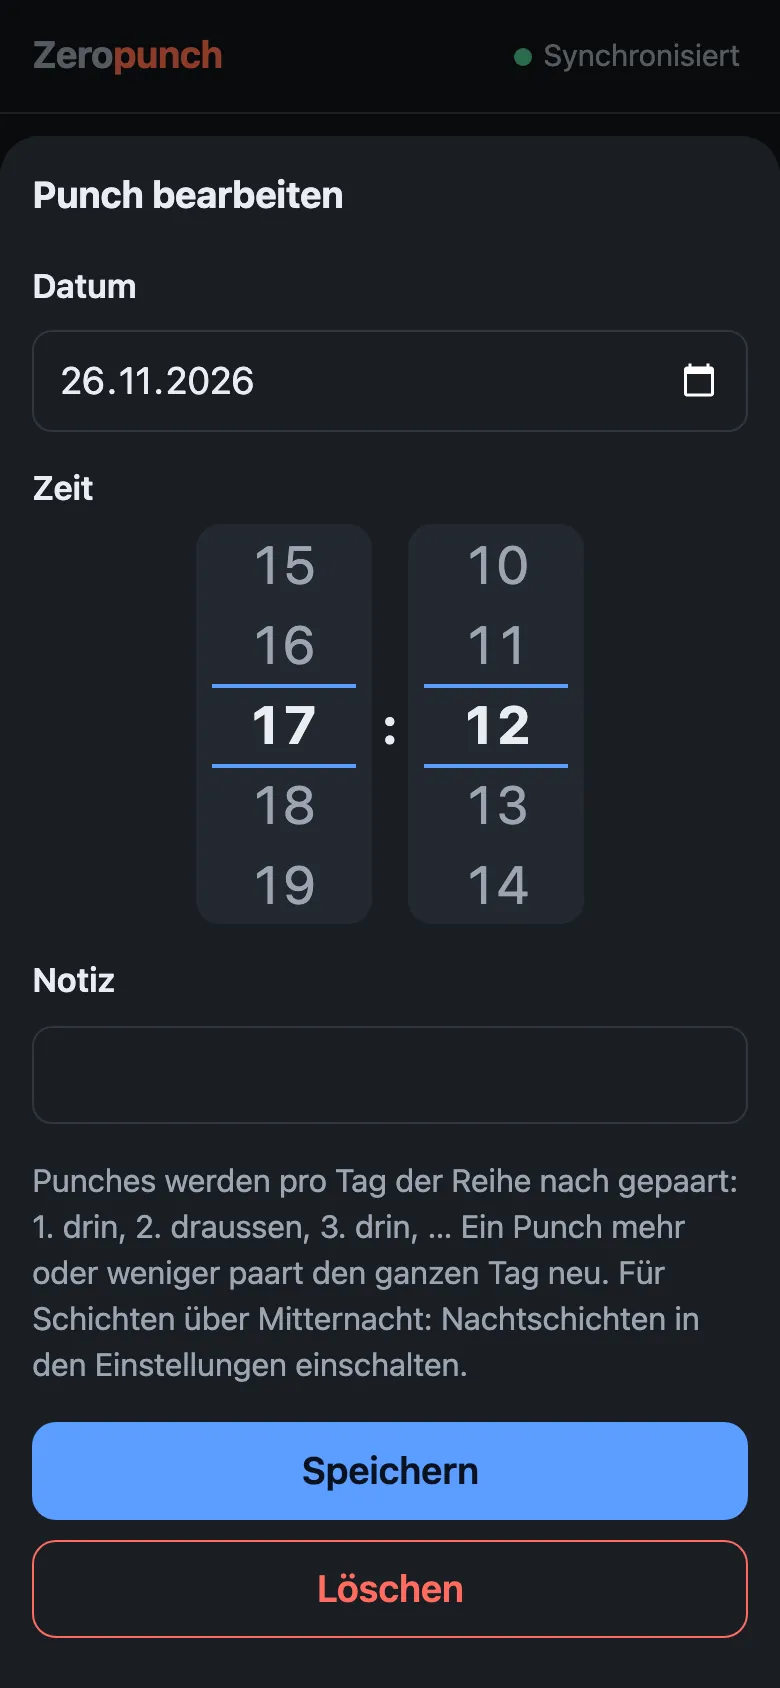 Zeropunch
Synchronisiert
Punch bearbeiten
Datum
26.11.2026
Zeit
15 10
16 11
17 : 12
18 13
19 14
Notiz
Punches werden pro Tag der Reihe nach gepaart:
1. drin, 2. draussen, 3. drin, … Ein Punch mehr
oder weniger paart den ganzen Tag neu. Für
Schichten über Mitternacht: Nachtschichten in
den Einstellungen einschalten.
Speichern
Löschen